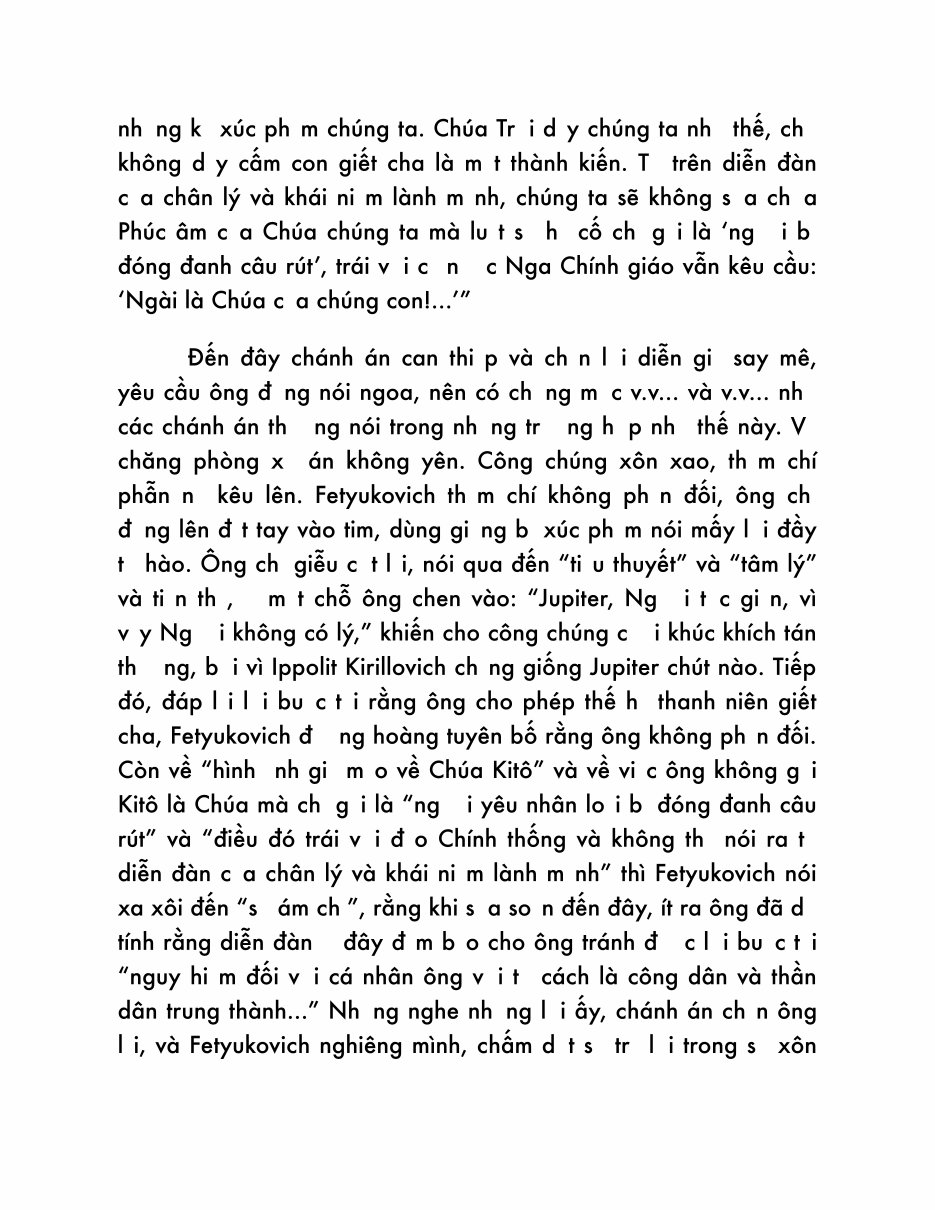 nh ng k xúc ph m chúng ta. Chúa Tr i d y chúng ta nh thế, ch
không d y cấm con giết cha là m t thành kiến. T trên diễn đàn
c a chân lý và khái ni m lành m nh, chúng ta sẽ không s a ch a
Phúc âm c a Chúa chúng ta mà lu t s h cố ch g i là ‘ng i b
đóng đanh câu rút’, trái v i c n c Nga Chính giáo vẫn kêu cầu:
‘Ngài là Chúa c a chúng con!...’”
Đến đây chánh án can thi p và ch n l i diễn gi say mê,
yêu cầu ông đ ng nói ngoa, nên có ch ng m c v.v... và v.v... nh
các chánh án th ng nói trong nh ng tr ng h p nh thế này. V
chăng phòng x án không yên. Công chúng xôn xao, th m chí
phẫn n kêu lên. Fetyukovich th m chí không ph n đối, ông ch
đ ng lên đ t tay vào tim, dùng gi ng b xúc ph m nói mấy l i đầy
t hào. Ông ch giễu c t l i, nói qua đến “ti u thuyết” và “tâm lý”
và ti n th , m t chỗ ông chen vào: “Jupiter, Ng i t c gi n, vì
v y Ng i không có lý,” khiến cho công chúng c i khúc khích tán
th ng, b i vì Ippolit Kirillovich ch ng giống Jupiter chút nào. Tiếp
đó, đáp l i l i bu c t i rằng ông cho phép thế h thanh niên giết
cha, Fetyukovich đ ng hoàng tuyên bố rằng ông không ph n đối.
Còn về “hình nh gi m o về Chúa Kitô” và về vi c ông không g i
Kitô là Chúa mà ch g i là “ng i yêu nhân lo i b đóng đanh câu
rút” và “điều đó trái v i đ o Chính thống và không th nói ra t
diễn đàn c a chân lý và khái ni m lành m nh” thì Fetyukovich nói
xa xôi đến “s ám ch ”, rằng khi s a so n đến đây, ít ra ông đã d
tính rằng diễn đàn đây đ m b o cho ông tránh đ c l i bu c t i
“nguy hi m đối v i cá nhân ông v i t cách là công dân và thần
dân trung thành...” Nh ng nghe nh ng l i ấy, chánh án ch n ông
l i, và Fetyukovich nghiêng mình, chấm d t s tr l i trong s xôn